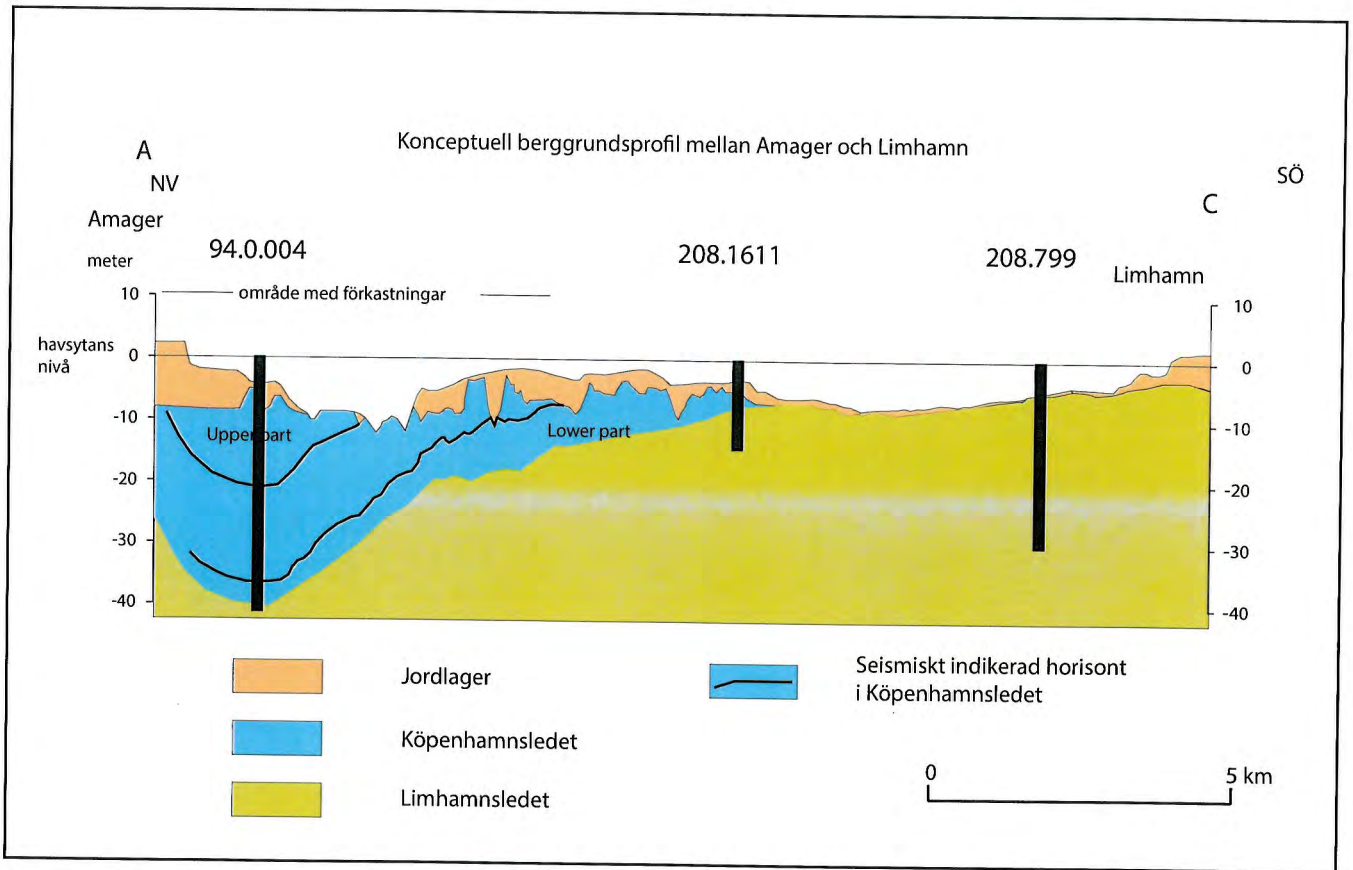 Konceptuell berggrundsprofil mellan Amager och Limhamn
A
NV
SÖ
C
Amager
meter
94.0.004
208.1611
208.799
Limhamn
område med förkastningar
havsytans
nivå
10
0
-10
-20
-30
-40
10
0
-10
-20
-30
-40
Upper part
Lower part
Jordlager
Köpenhamnsledet
Limhamnsledet
Seismiskt indikerad horisont
i Köpenhamnsledet
0
5 km